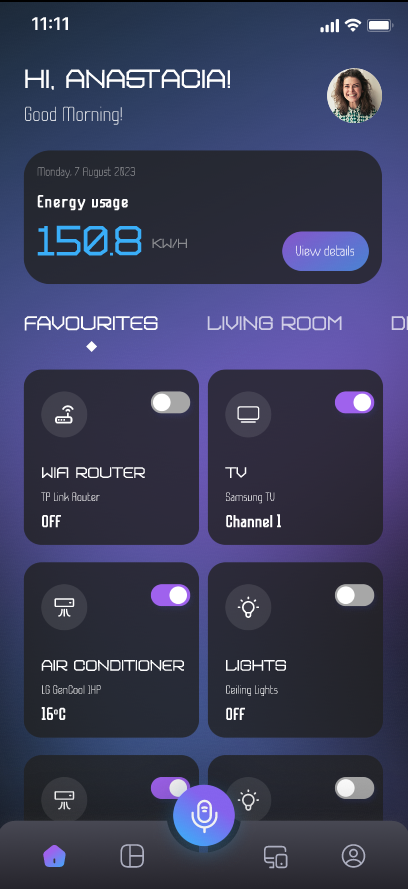 11:11
HI, ANASTACIA!
Good Morning!
Monday, 7 August 2023
Energy usage
150.8 KW/H
View details
FAVOURITES LIVING ROOM
WIFI ROUTER
TP Link Router
OFF
TV
Samsung TV
Channel 1
AIR CONDITIONER
LG GenCool 1HP
16°C
LIGHTS
Ceiling Lights
OFF